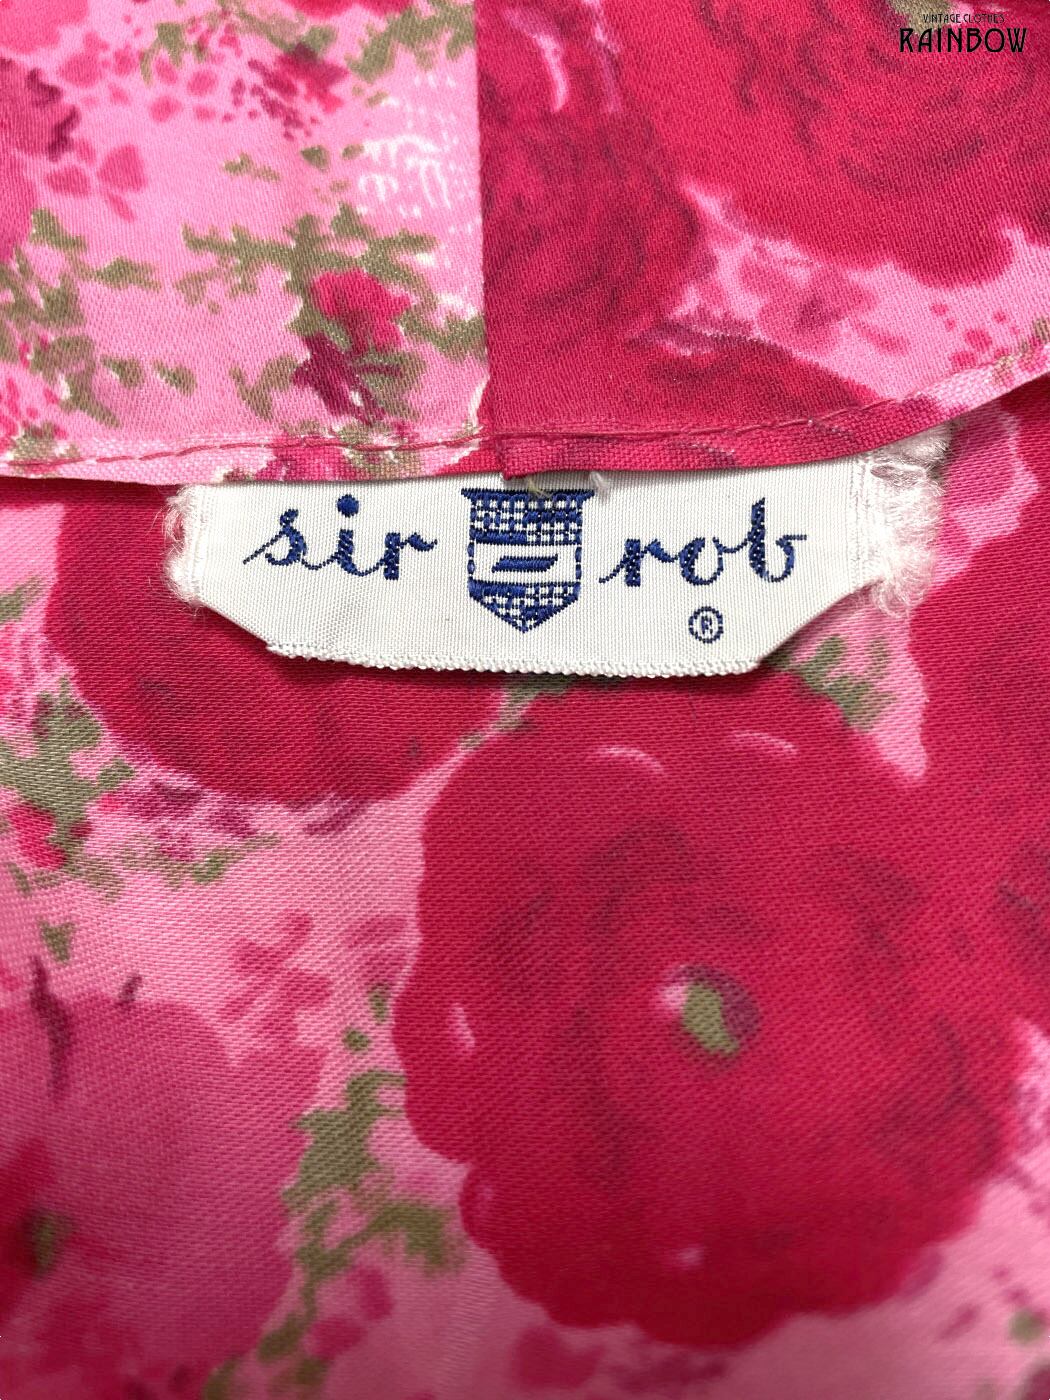 VINTAGE CLOTHES
RAINBOW
sir rob
®